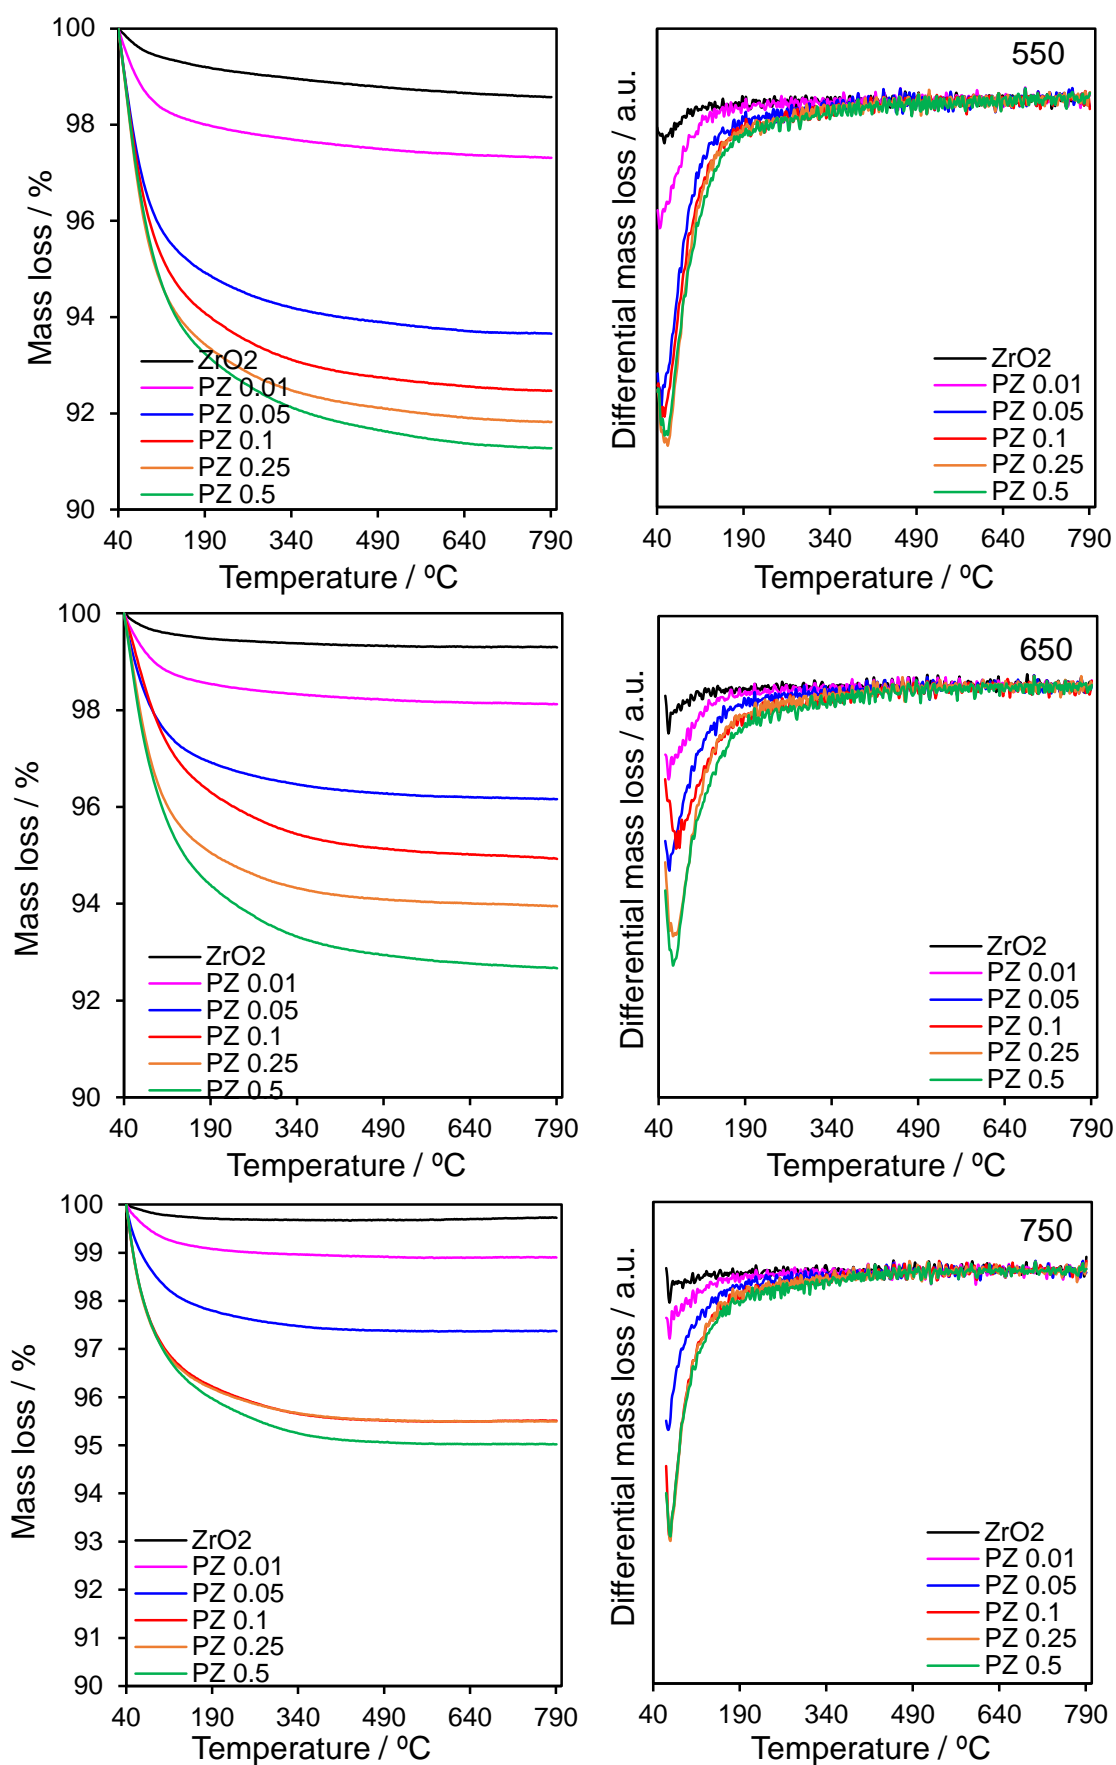 100
98
96
94
92
90
Mass loss / %
ZrO2
PZ 0.01
PZ 0.05
PZ 0.1
PZ 0.25
PZ 0.5
40 190 340 490 640 790
Temperature / ºC
550
Differential mass loss / a.u.
ZrO2
PZ 0.01
PZ 0.05
PZ 0.1
PZ 0.25
PZ 0.5
40 190 340 490 640 790
Temperature / ºC
100
98
96
94
92
90
Mass loss / %
ZrO2
PZ 0.01
PZ 0.05
PZ 0.1
PZ 0.25
PZ 0.5
40 190 340 490 640 790
Temperature / ºC
650
Differential mass loss / a.u.
ZrO2
PZ 0.01
PZ 0.05
PZ 0.1
PZ 0.25
PZ 0.5
40 190 340 490 640 790
Temperature / ºC
100
99
98
97
96
95
94
93
92
91
90
Mass loss / %
ZrO2
PZ 0.01
PZ 0.05
PZ 0.1
PZ 0.25
PZ 0.5
40 190 340 490 640 790
Temperature / ºC
750
Differential mass loss / a.u.
ZrO2
PZ 0.01
PZ 0.05
PZ 0.1
PZ 0.25
PZ 0.5
40 190 340 490 640 790
Temperature / ºC